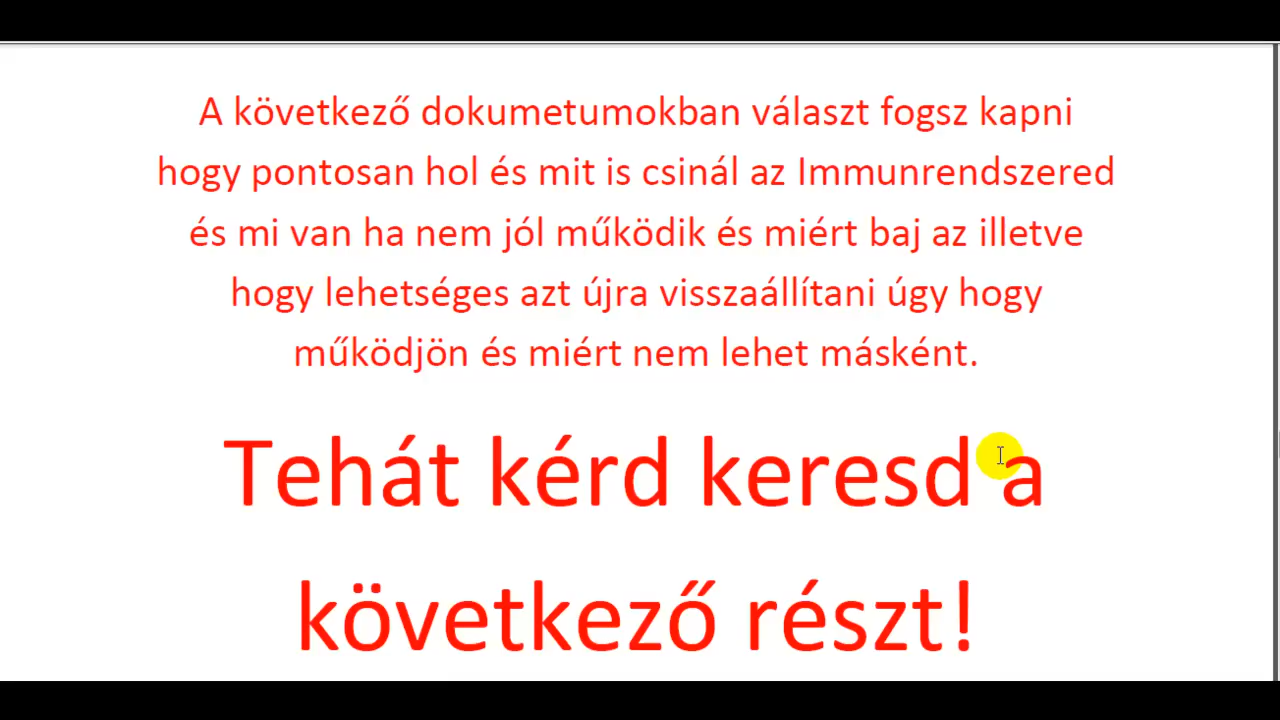 A következő dokumetumokban választ fogsz kapni
hogy pontosan hol és mit is csinál az Immunrendszered
és mi van ha nem jól működik és miért baj az illetve
hogy lehetséges azt újra visszaállítani úgy hogy
működjön és miért nem lehet másként.
Tehát kérd keresd a
következő részt!